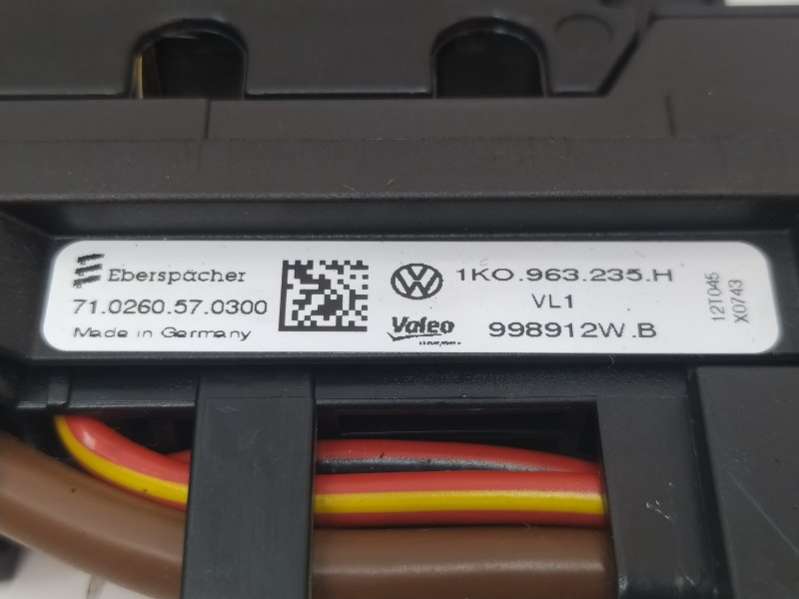 Eberspächer
71.0260.57.0300
Made in Germany
1K0.963.235.H
VL1
Valeo
998912W.B
12T045
X0743